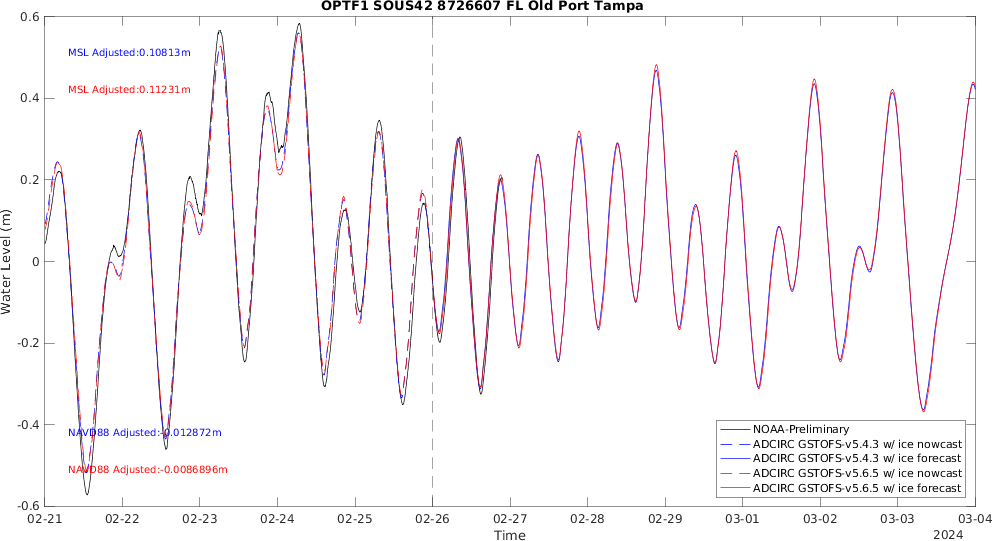 OPTF1 SOUS42 8726607 FL Old Port Tampa
MSL Adjusted:0.10813m
MSL Adjusted:0.11231m
NAVD88 Adjusted:-0.012872m
NAVD88 Adjusted:-0.0086896m
Water Level (m)
0.6
0.4
0.2
0
-0.2
-0.4
-0.6
NOAA-Preliminary
ADCIRC GSTOFS-v5.4.3 w/ ice nowcast
ADCIRC GSTOFS-v5.4.3 w/ ice forecast
ADCIRC GSTOFS-v5.6.5 w/ ice nowcast
ADCIRC GSTOFS-v5.6.5 w/ ice forecast
02-21 02-22 02-23 02-24 02-25 02-26 02-27 02-28 02-29 03-01 03-02 03-03 03-04
Time
2024